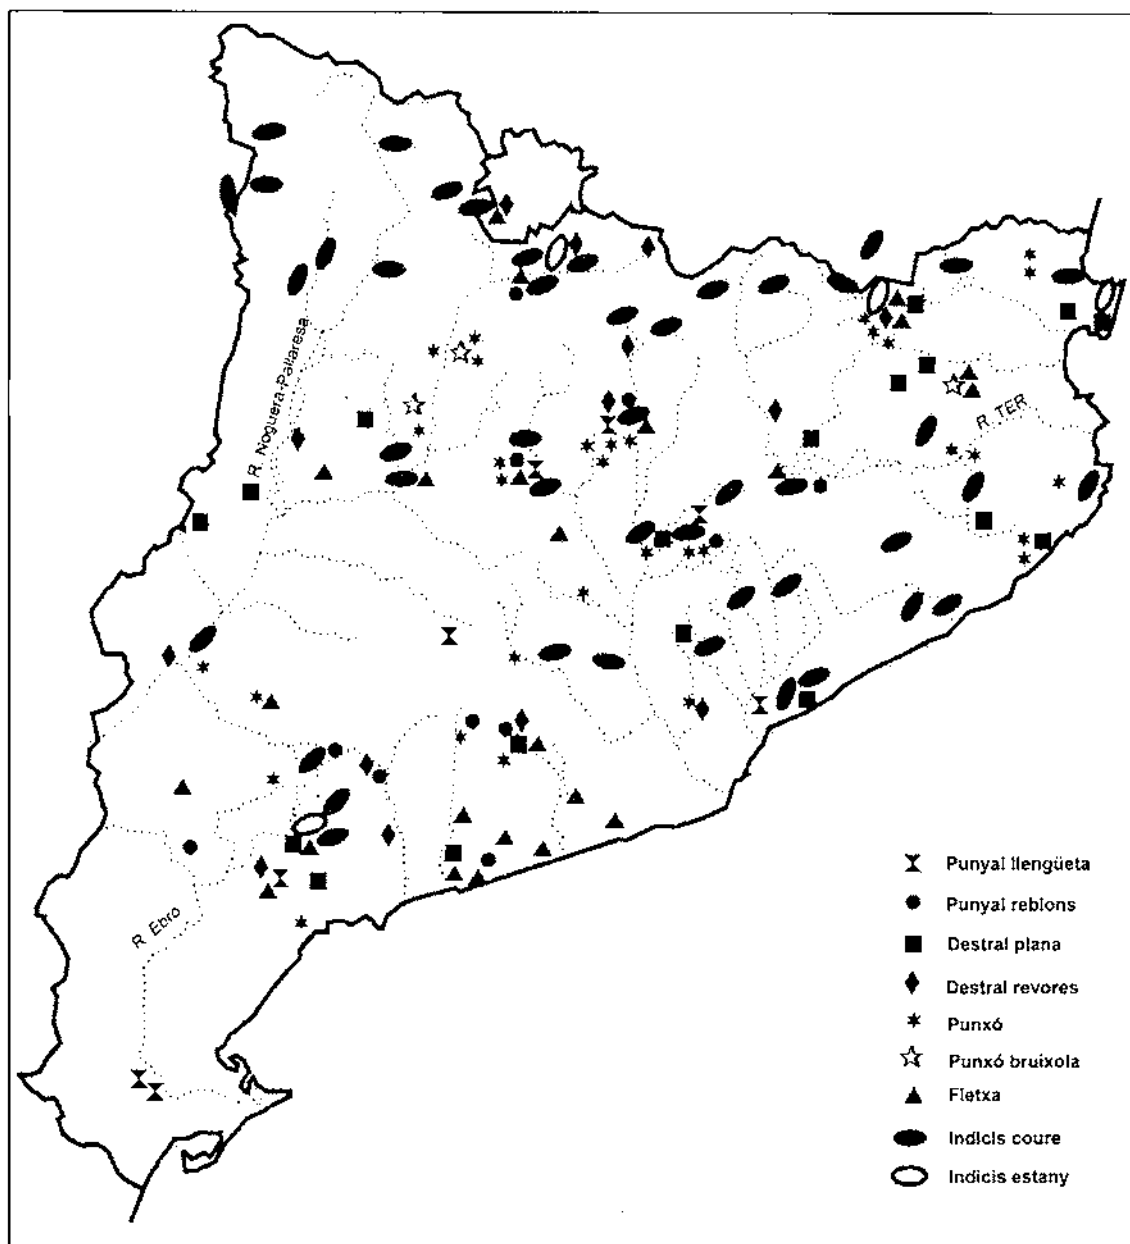 R. Noguera-Pallaresa
R. TER
R. Ebro
Punyal llengüeta
Punyal reblons
Destral plana
Destral revores
Punxó
Punxó bruixola
Fletxa
Indicis coure
Indicis estany